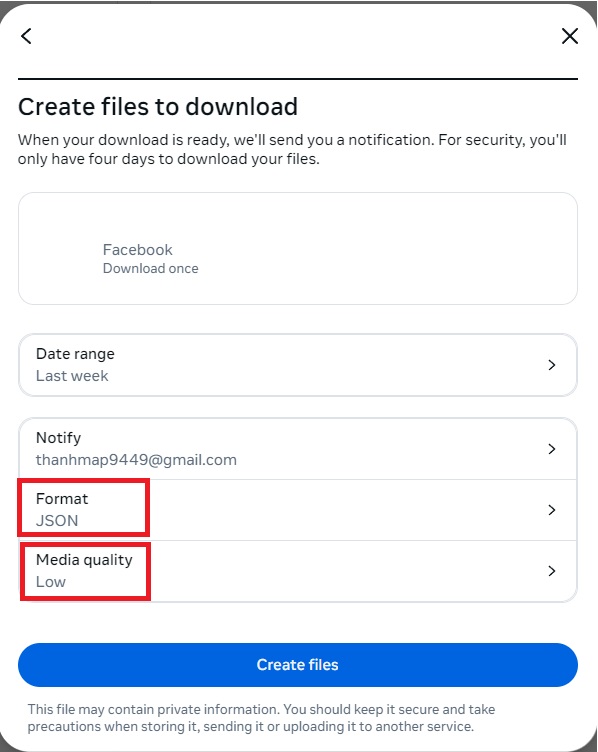 Create files to download
When your download is ready, we'll send you a notification. For security, you'll
only have four days to download your files.
Facebook
Download once
Date range
Last week
Notify
thanhmap9449@gmail.com
Format
JSON
Media quality
Low
Create files
This file may contain private information. You should keep it secure and take
precautions when storing it, sending it or uploading it to another service.